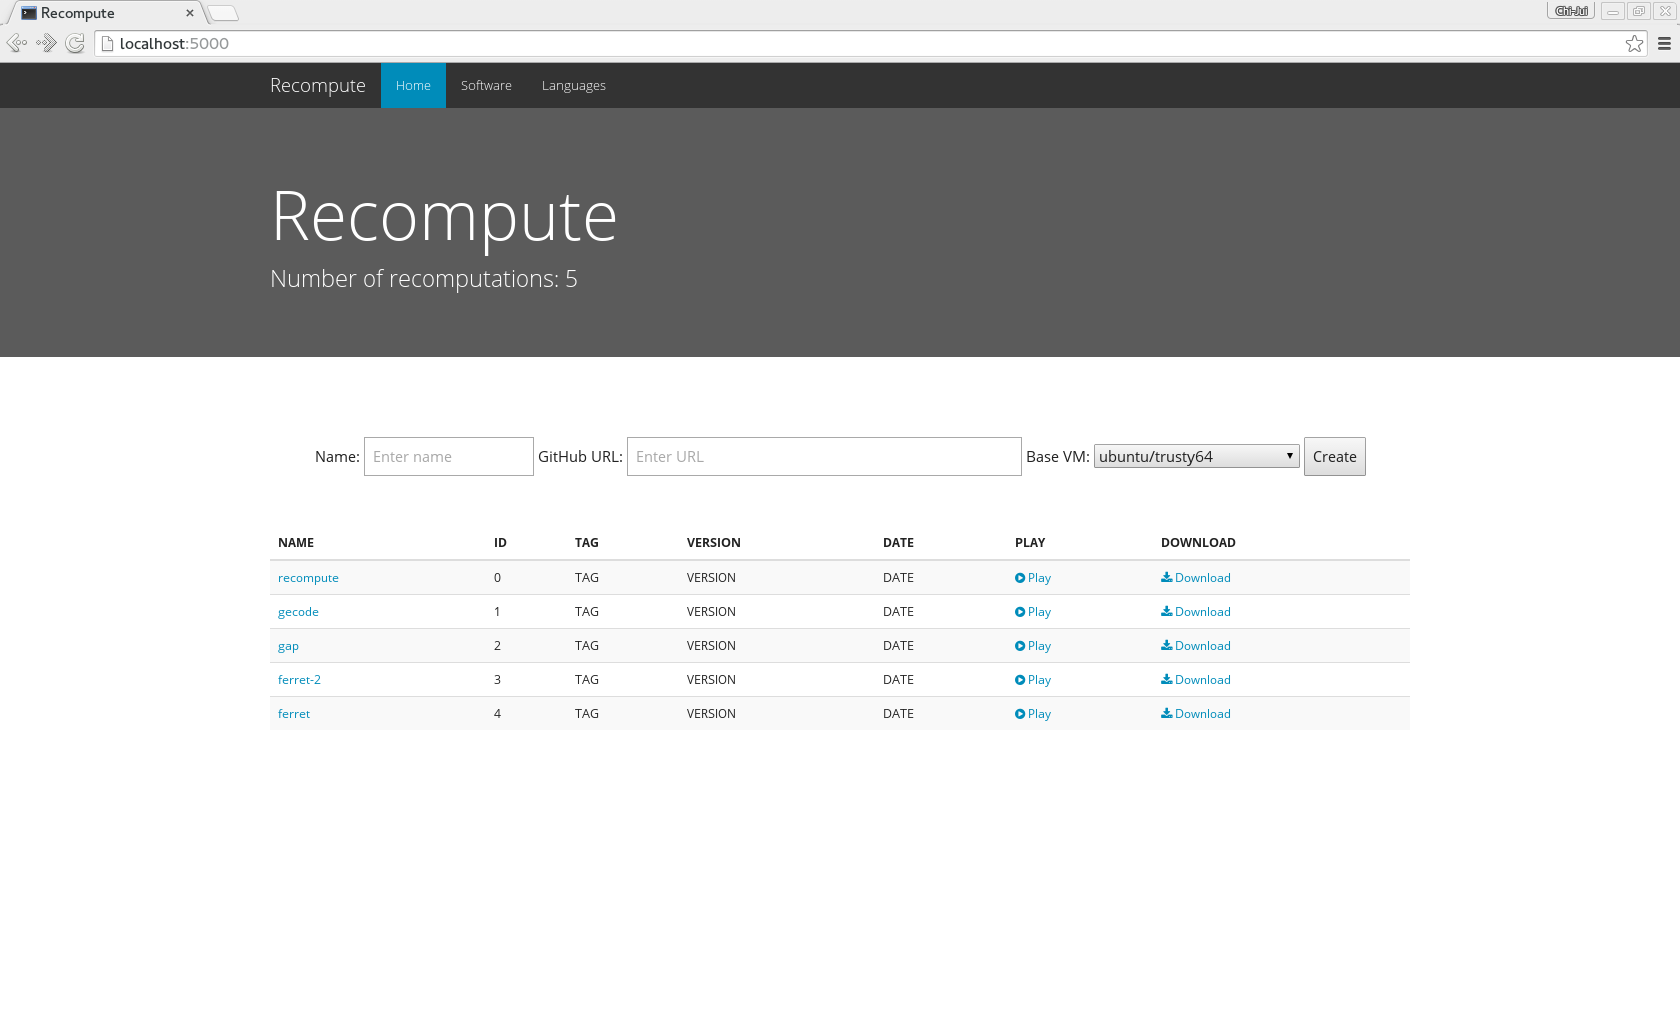 Recompute
Chi-Jui
localhost:5000
Recompute Home Software Languages
Recompute
Number of recomputations: 5
Name: Enter name GitHub URL: Enter URL Base VM: ubuntu/trusty64 Create
NAME ID TAG VERSION DATE PLAY DOWNLOAD
recompute 0 TAG VERSION DATE Play Download
gecode 1 TAG VERSION DATE Play Download
gap 2 TAG VERSION DATE Play Download
ferret-2 3 TAG VERSION DATE Play Download
ferret 4 TAG VERSION DATE Play Download